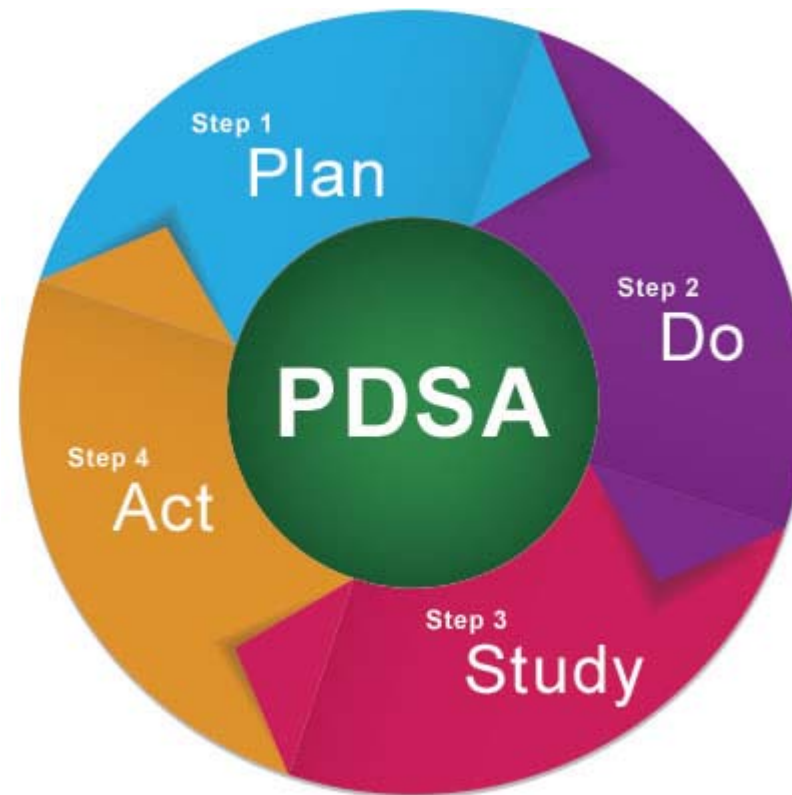 Step 1
Plan
Step 2
Do
PDSA
Step 4
Act
Step 3
Study